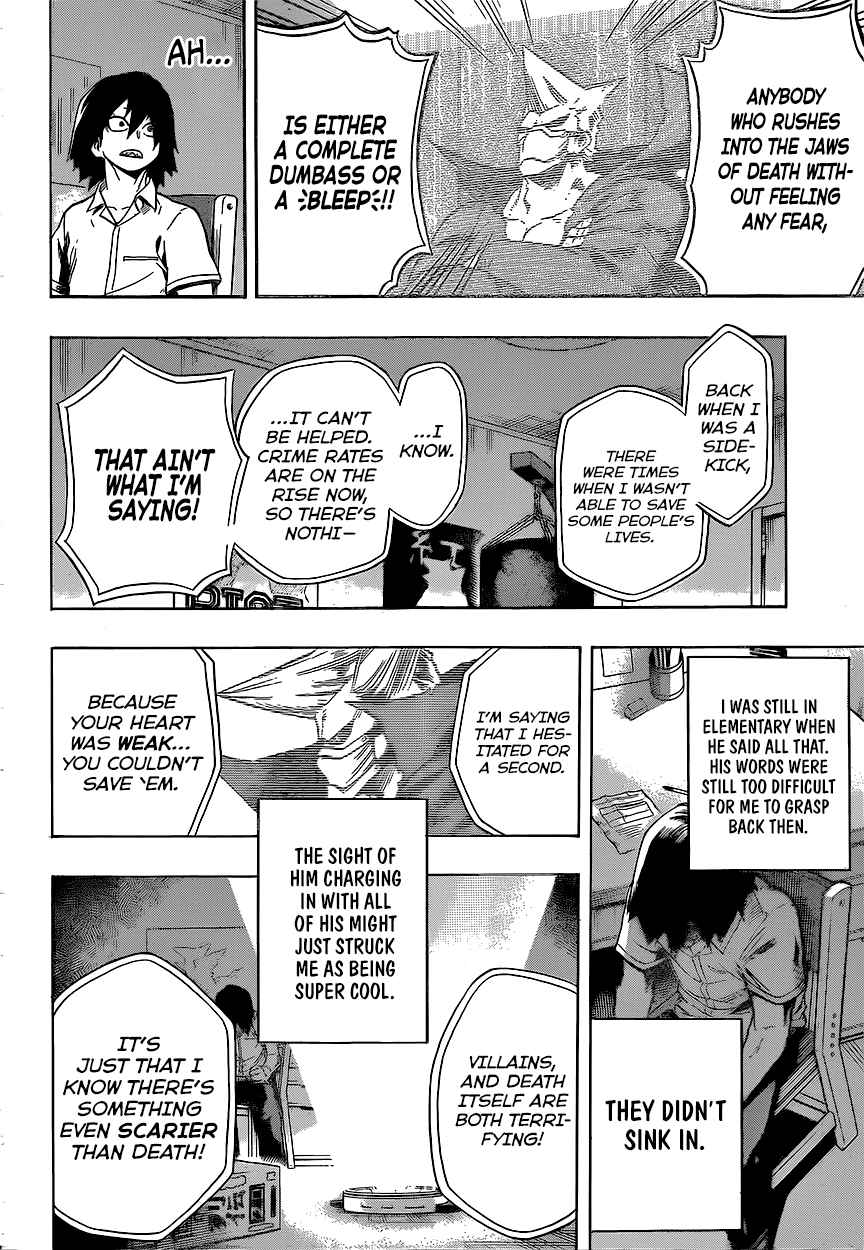 ANYBODY
WHO RUSHES
INTO THE JAWS
OF DEATH WITH-
OUT FEELING
ANY FEAR,
IS EITHER
A COMPLETE
DUMBASS OR
A BLEEP!!
AH...
BACK
WHEN I
WAS A
SIDE-
KICK,
THERE
WERE TIMES
WHEN I WASN'T
ABLE TO SAVE
SOME PEOPLE'S
LIVES.
...I
KNOW.
...IT CAN'T
BE HELPED.
CRIME RATES
ARE ON THE
RISE NOW,
SO THERE'S
NOTHI—
THAT AIN'T
WHAT I'M
SAYING!
RIOT
I WAS STILL IN
ELEMENTARY WHEN
HE SAID ALL THAT.
HIS WORDS WERE
STILL TOO DIFFICULT
FOR ME TO GRASP
BACK THEN.
THEY DIDN'T
SINK IN.
I'M SAYING
THAT I HES-
ITATED FOR
A SECOND.
BECAUSE
YOUR HEART
WAS WEAK...
YOU COULDN'T
SAVE 'EM.
THE SIGHT OF
HIM CHARGING
IN WITH ALL
OF HIS MIGHT
JUST STRUCK
ME AS BEING
SUPER COOL.
VILLAINS,
AND DEATH
ITSELF ARE
BOTH TERRI-
FYING!
IT'S
JUST THAT I
KNOW THERE'S
SOMETHING
EVEN SCARIER
THAN DEATH!